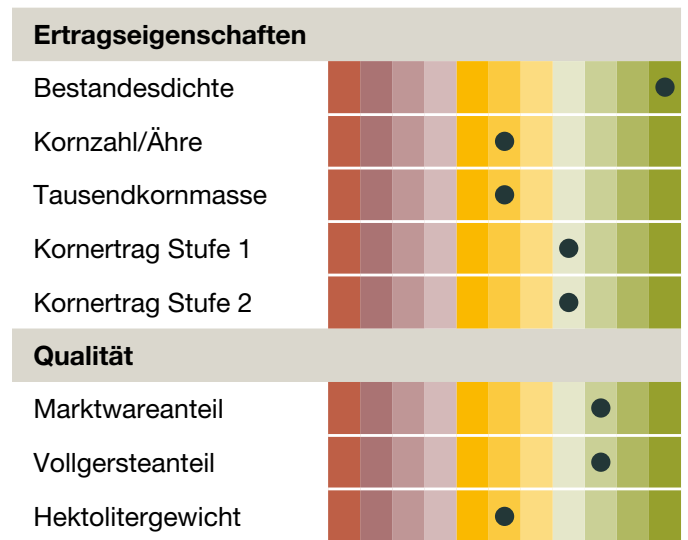 Ertragseigenschaften
Bestandesdichte
Kornzahl/Ähre
Tausendkornmasse
Kornertrag Stufe 1
Kornertrag Stufe 2
Qualität
Marktwareanteil
Vollgersteanteil
Hektolitergewicht